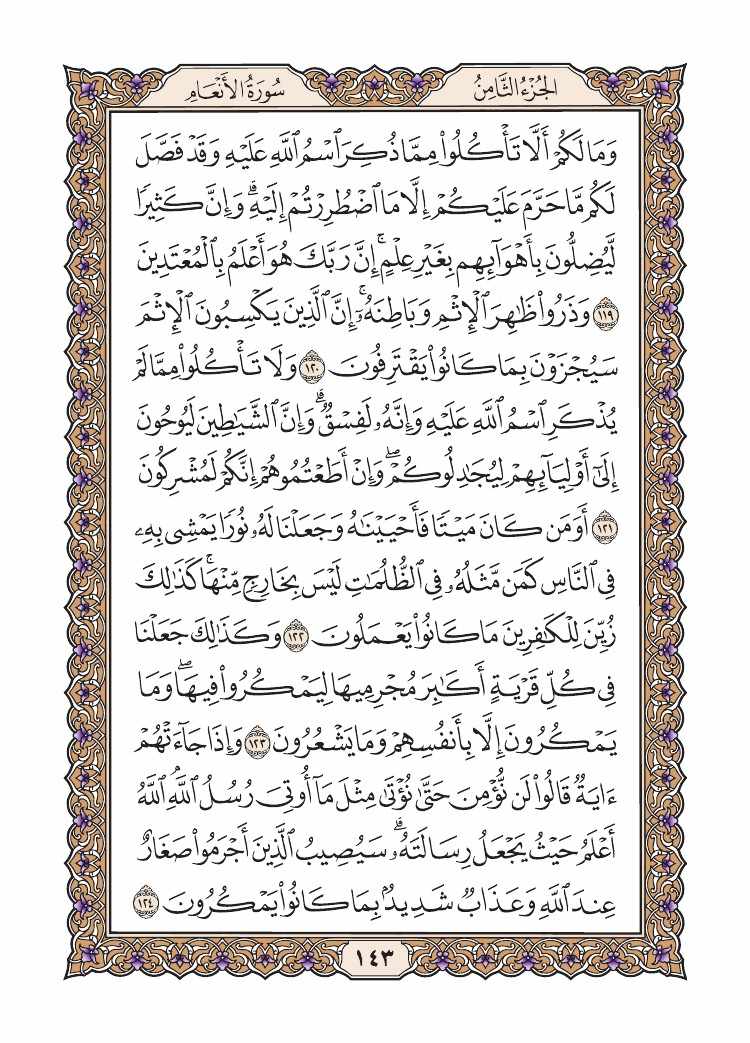 الجُزْءُ الثَّامِنُ
سُورَةُ الأَنْعَامِ
وَمَا لَكُمْ أَلَّا تَأْكُلُوا۟ مِمَّا ذُكِرَ ٱسْمُ ٱللَّهِ عَلَيْهِ وَقَدْ فَصَّلَ
لَكُم مَّا حَرَّمَ عَلَيْكُمْ إِلَّا مَا ٱضْطُرِرْتُمْ إِلَيْهِ ۗ وَإِنَّ كَثِيرًا
لَّيُضِلُّونَ بِأَهْوَآئِهِم بِغَيْرِ عِلْمٍ ۗ إِنَّ رَبَّكَ هُوَ أَعْلَمُ بِٱلْمُعْتَدِينَ
١١٩ وَذَرُوا۟ ظَٰهِرَ ٱلْإِثْمِ وَبَاطِنَهُۥٓ ۚ إِنَّ ٱلَّذِينَ يَكْسِبُونَ ٱلْإِثْمَ
سَيُجْزَوْنَ بِمَا كَانُوا۟ يَقْتَرِفُونَ ١٢٠ وَلَا تَأْكُلُوا۟ مِمَّا لَمْ
يُذْكَرِ ٱسْمُ ٱللَّهِ عَلَيْهِ وَإِنَّهُۥ لَفِسْقٌ ۗ وَإِنَّ ٱلشَّيَٰطِينَ لَيُوحُونَ
إِلَىٰٓ أَوْلِيَآئِهِمْ لِيُجَٰدِلُوكُمْ ۖ وَإِنْ أَطَعْتُمُوهُمْ إِنَّكُمْ لَمُشْرِكُونَ
١٢١ أَوَمَن كَانَ مَيْتًا فَأَحْيَيْنَٰهُ وَجَعَلْنَا لَهُۥ نُورًا يَمْشِى بِهِۦ
فِى ٱلنَّاسِ كَمَن مَّثَلُهُۥ فِى ٱلظُّلُمَٰتِ لَيْسَ بِخَارِجٍ مِّنْهَا ۚ كَذَٰلِكَ
زُيِّنَ لِلْكَٰفِرِينَ مَا كَانُوا۟ يَعْمَلُونَ ١٢٢ وَكَذَٰلِكَ جَعَلْنَا
فِى كُلِّ قَرْيَةٍ أَكَٰبِرَ مُجْرِمِيهَا لِيَمْكُرُوا۟ فِيهَا ۖ وَمَا
يَمْكُرُونَ إِلَّا بِأَنفُسِهِمْ وَمَا يَشْعُرُونَ ١٢٣ وَإِذَا جَآءَتْهُمْ
ءَايَةٌ قَالُوا۟ لَن نُّؤْمِنَ حَتَّىٰ نُؤْتَىٰ مِثْلَ مَآ أُوتِىَ رُسُلُ ٱللَّهِ ۘ ٱللَّهُ
أَعْلَمُ حَيْثُ يَجْعَلُ رِسَالَتَهُۥ ۗ سَيُصِيبُ ٱلَّذِينَ أَجْرَمُوا۟ صَغَارٌ
عِندَ ٱللَّهِ وَعَذَابٌ شَدِيدٌۢ بِمَا كَانُوا۟ يَمْكُرُونَ ١٢٤
١٤٣